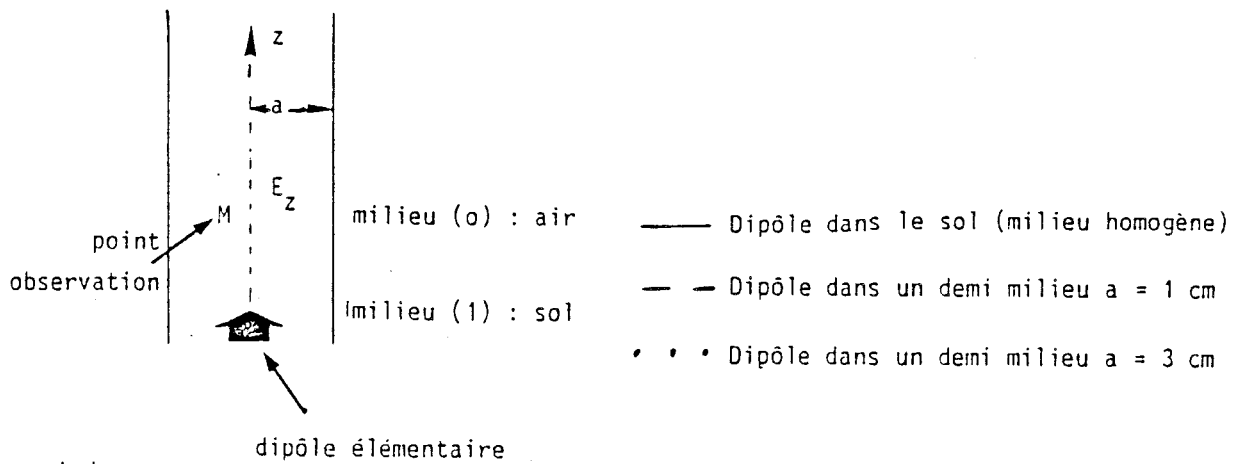 z
a
E_z
M
milieu (o) : air
point
observation
milieu (1) : sol
dipôle élémentaire
Dipôle dans le sol (milieu homogène)
Dipôle dans un demi milieu a = 1 cm
Dipôle dans un demi milieu a = 3 cm